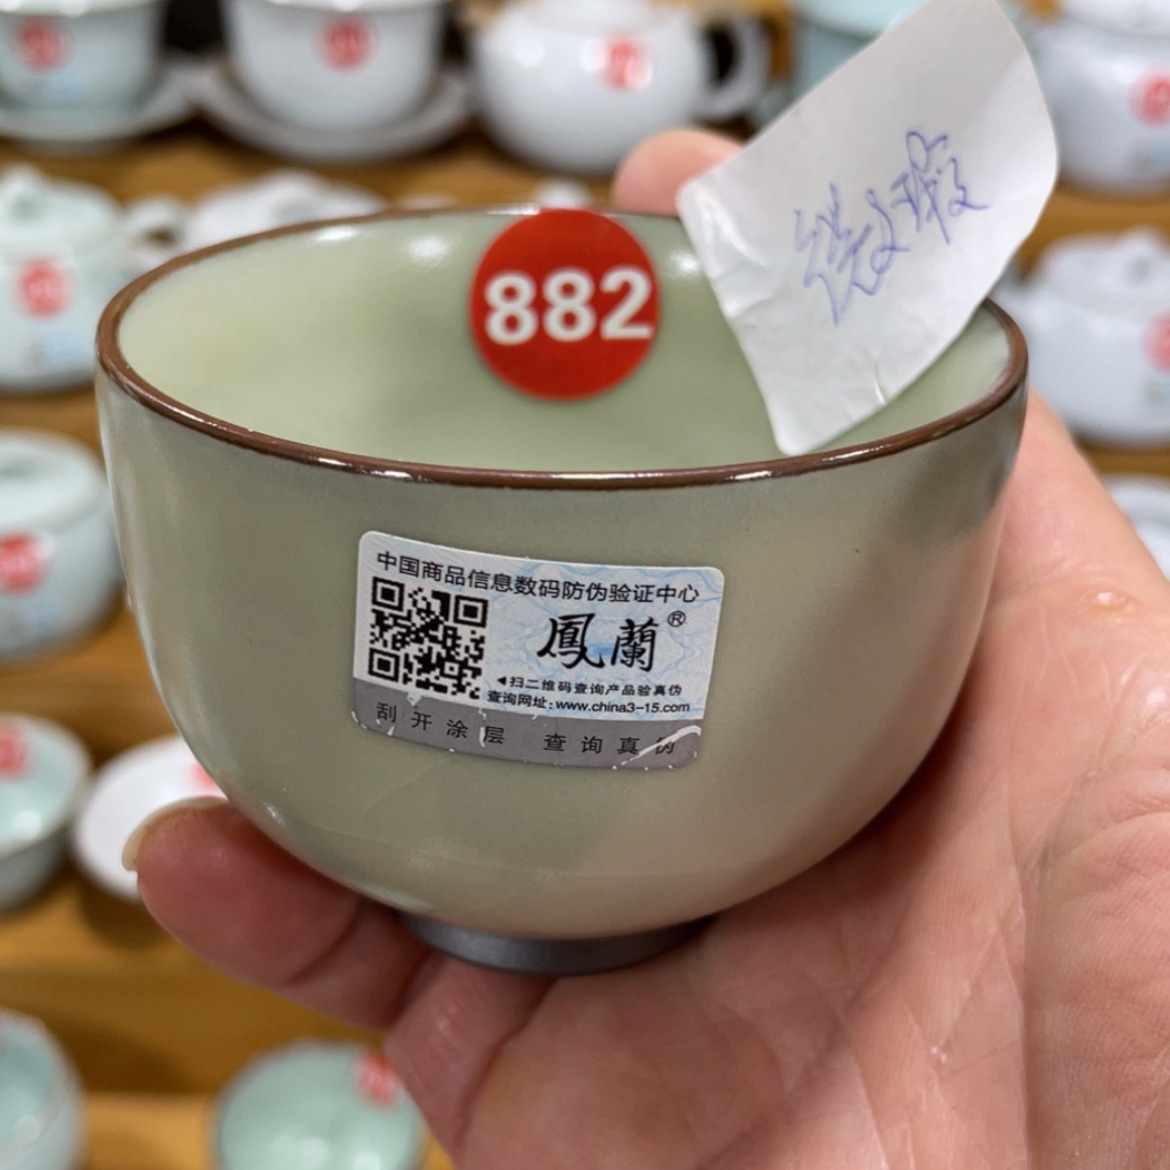 882
微瑕
中国商品信息数码防伪验证中心
鳳蘭®
◀扫二维码查询产品验真伪
查询网址:www.china3-15.com
刮开涂层 查询真伪